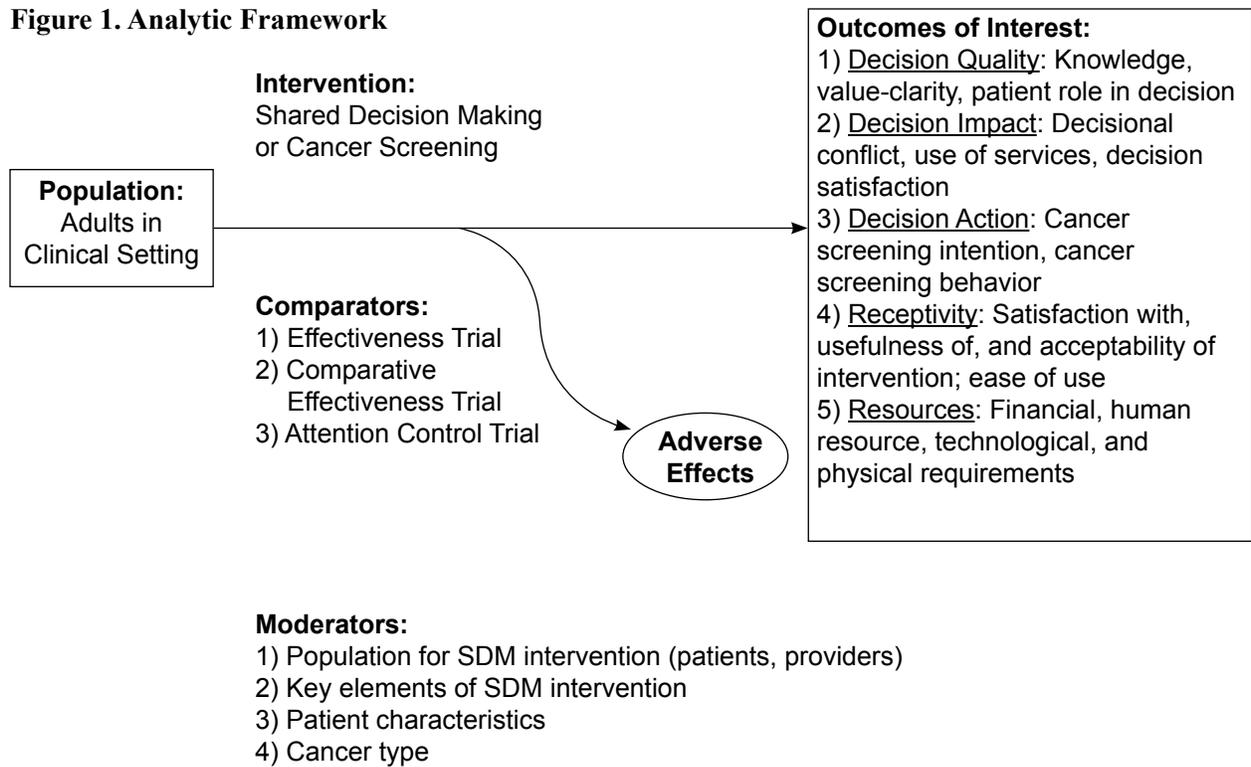 Figure 1. Analytic Framework
Intervention:
Shared Decision Making
or Cancer Screening
Population:
Adults in
Clinical Setting
Comparators:
1) Effectiveness Trial
2) Comparative
Effectiveness Trial
3) Attention Control Trial
Adverse
Effects
Outcomes of Interest:
1) Decision Quality: Knowledge,
value-clarity, patient role in decision
2) Decision Impact: Decisional
conflict, use of services, decision
satisfaction
3) Decision Action: Cancer
screening intention, cancer
screening behavior
4) Receptivity: Satisfaction with,
usefulness of, and acceptability of
intervention; ease of use
5) Resources: Financial, human
resource, technological, and
physical requirements
Moderators:
1) Population for SDM intervention (patients, providers)
2) Key elements of SDM intervention
3) Patient characteristics
4) Cancer type